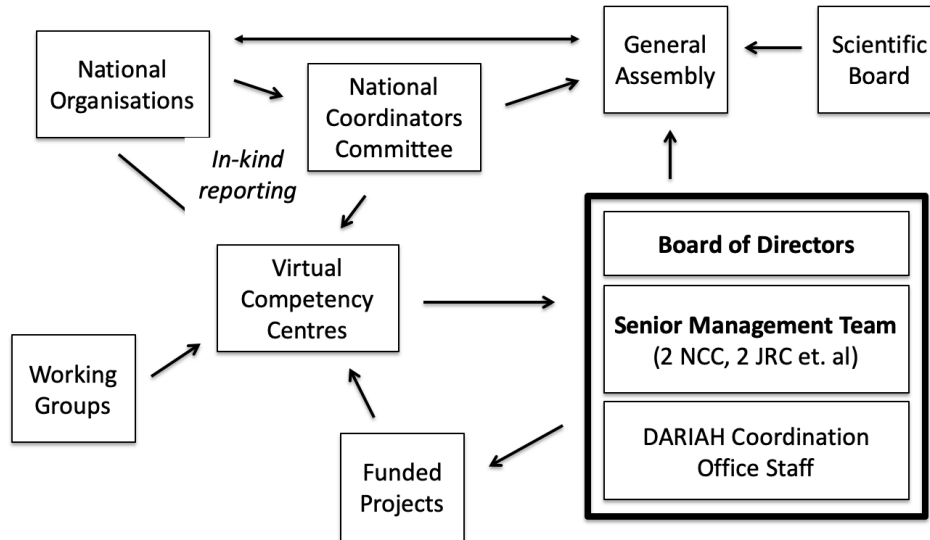 National
Organisations
National
Coordinators
Committee
General
Assembly
Scientific
Board
In-kind
reporting
Virtual
Competency
Centres
Working
Groups
Funded
Projects
Board of Directors
Senior Management Team
(2 NCC, 2 JRC et. al)
DARIAH Coordination
Office Staff